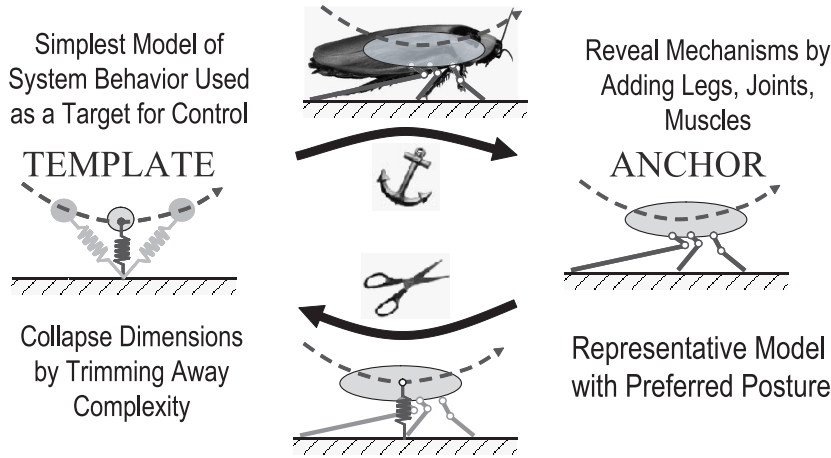 Simplest Model of
System Behavior Used
as a Target for Control
TEMPLATE
Collapse Dimensions
by Trimming Away
Complexity
Reveal Mechanisms by
Adding Legs, Joints,
Muscles
ANCHOR
Representative Model
with Preferred Posture